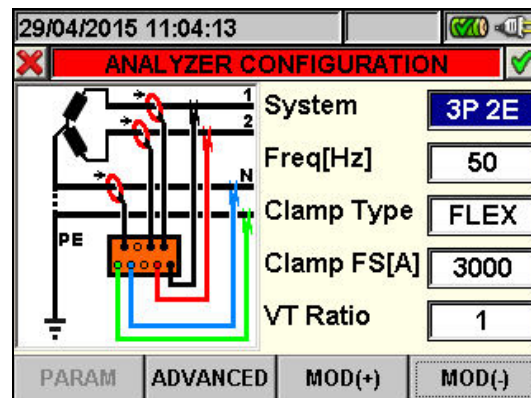 29/04/2015 11:04:13
ANALYZER CONFIGURATION
1
2
N
PE
System 3P 2E
Freq[Hz] 50
Clamp Type FLEX
Clamp FS[A] 3000
VT Ratio 1
PARAM ADVANCED MOD(+) MOD(-)